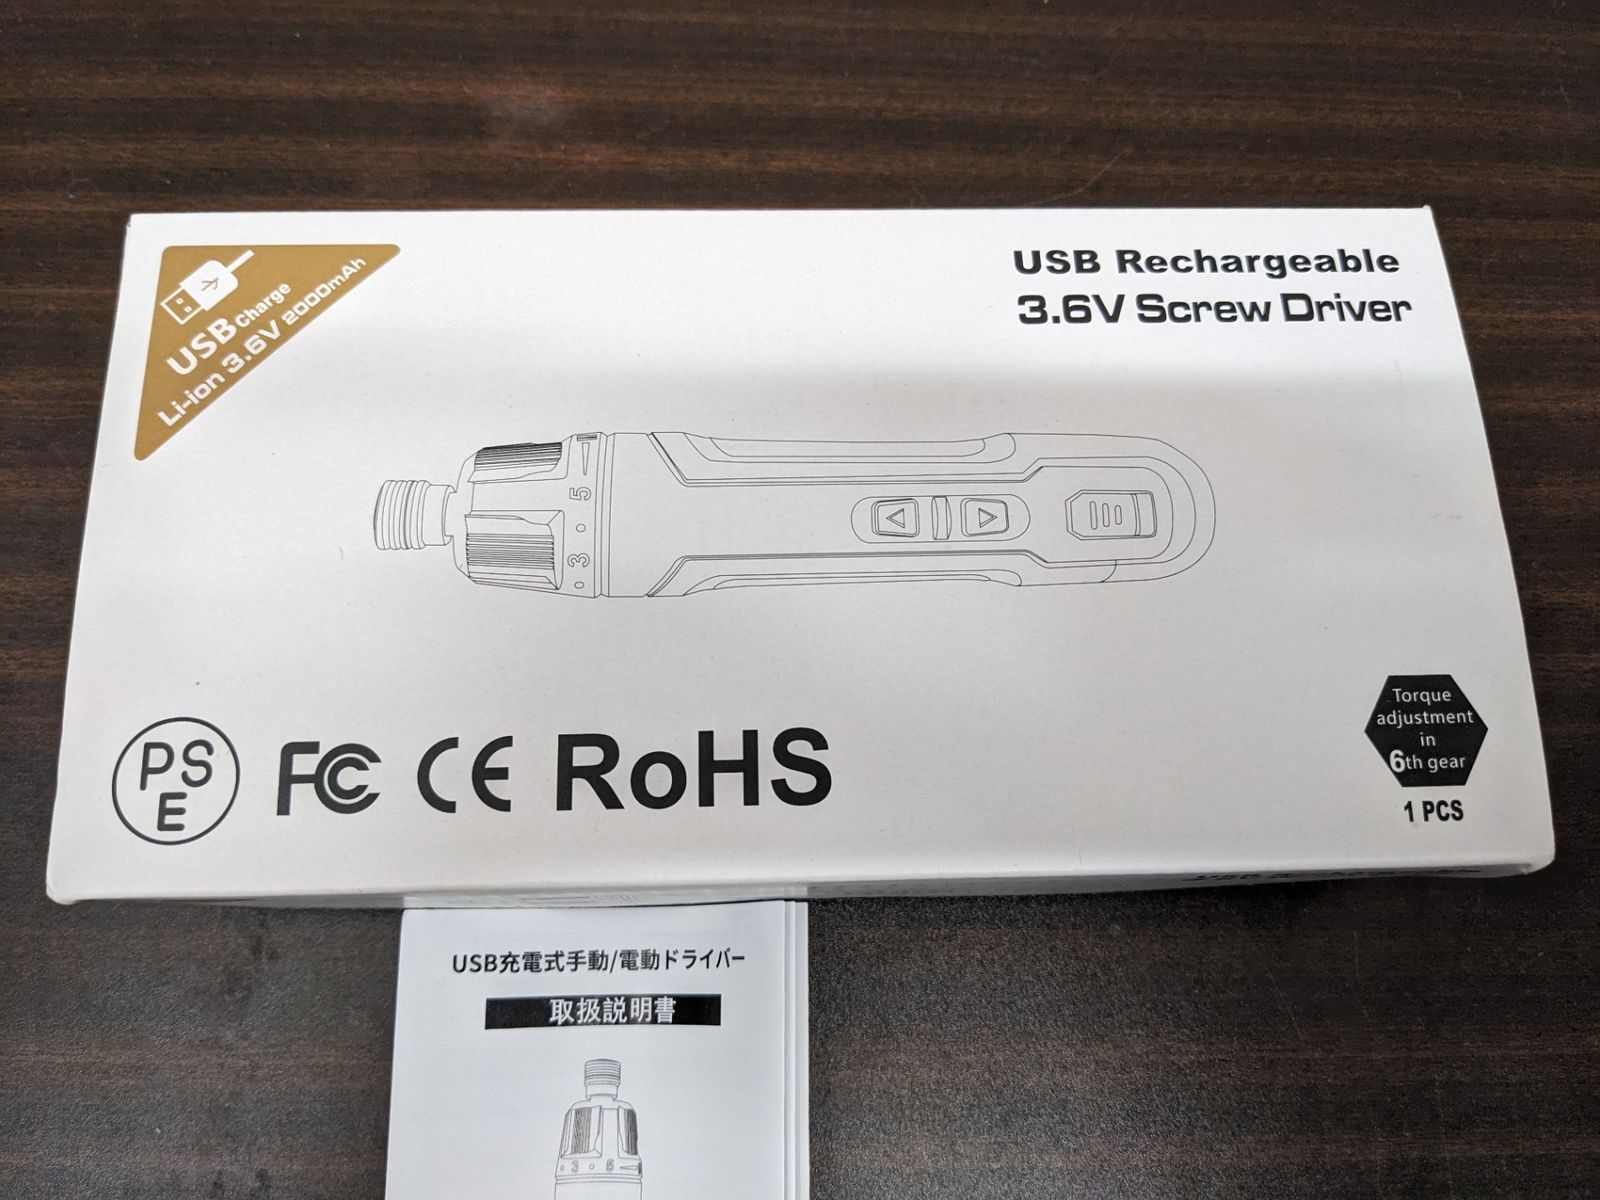 USB Charge
Li-ion 3.6V 2000mAh
USB Rechargeable
3.6V Screw Driver
5
3
PS
E
FC CE RoHS
Torque
adjustment
in
6th gear
1 PCS
USB充電式手動/電動ドライバー
取扱説明書
3 5